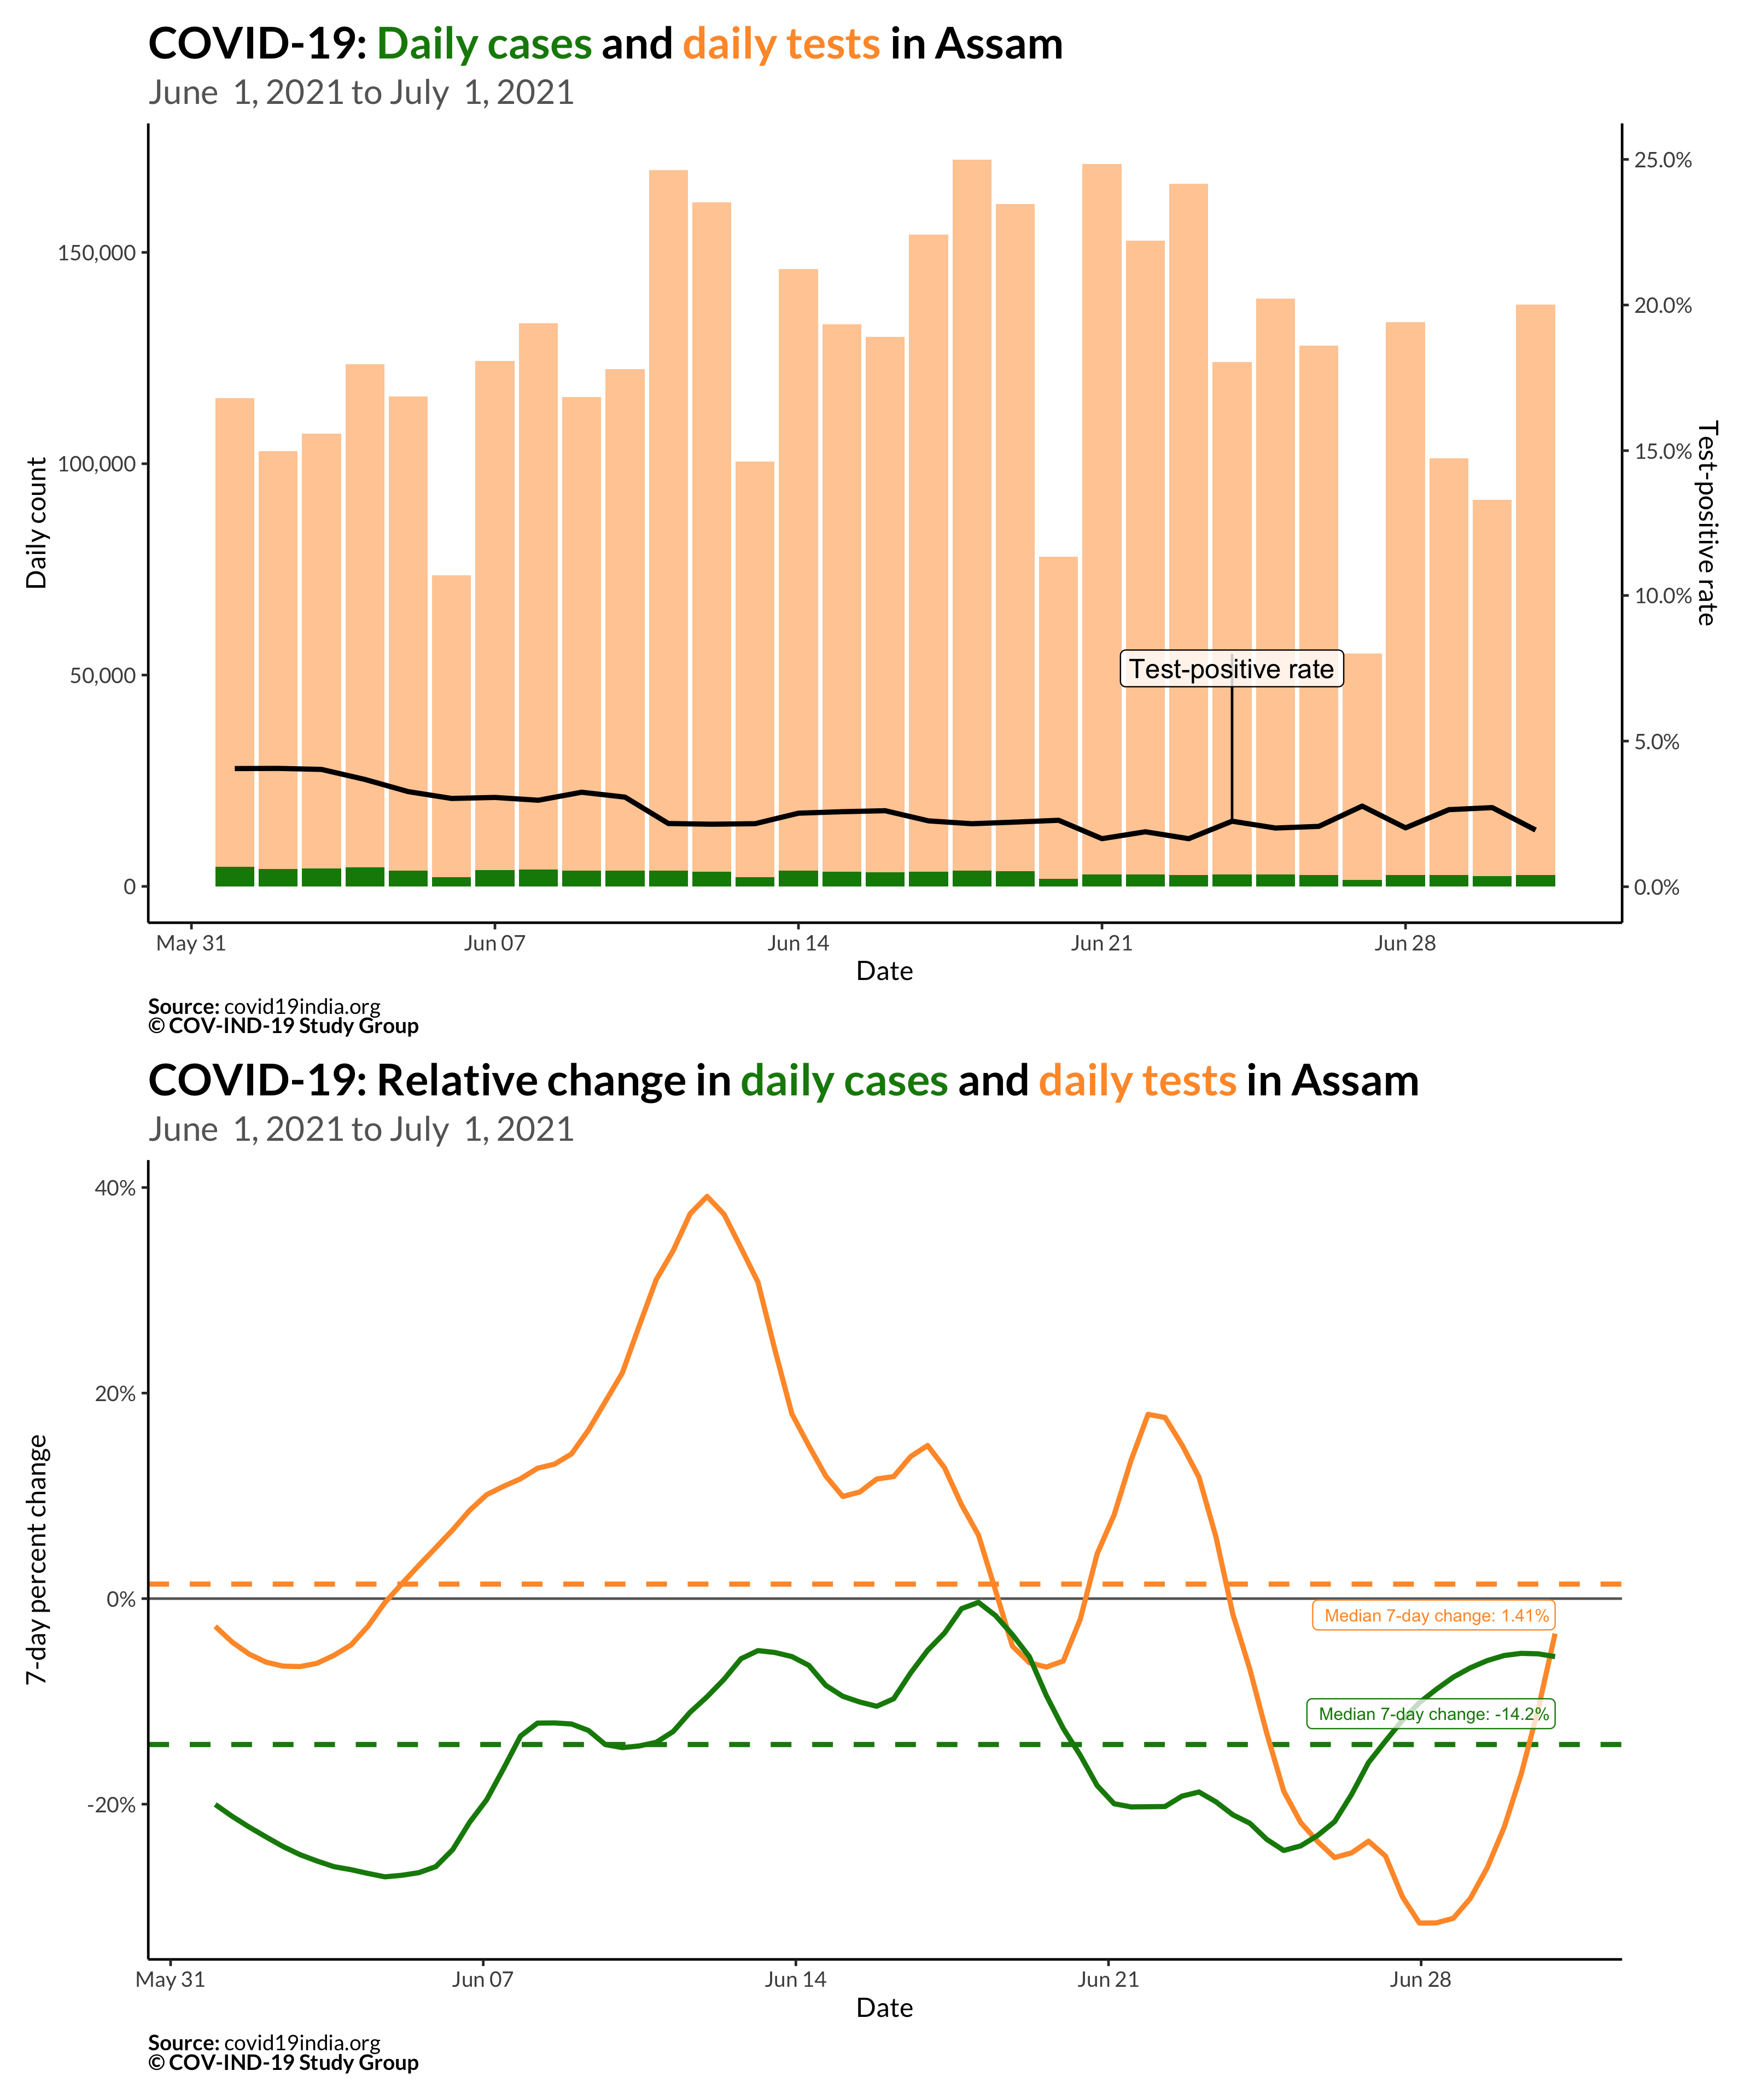 COVID-19: Daily cases and daily tests in Assam
June 1, 2021 to July 1, 2021
Daily count
150,000
100,000
50,000
0
25.0%
20.0%
15.0%
10.0%
5.0%
0.0%
Test-positive rate
Test-positive rate
May 31
Jun 07
Jun 14
Jun 21
Jun 28
Date
Source: covid19india.org
© COV-IND-19 Study Group
COVID-19: Relative change in daily cases and daily tests in Assam
June 1, 2021 to July 1, 2021
7-day percent change
40%
20%
0%
-20%
Median 7-day change: 1.41%
Median 7-day change: -14.2%
May 31
Jun 07
Jun 14
Jun 21
Jun 28
Date
Source: covid19india.org
© COV-IND-19 Study Group